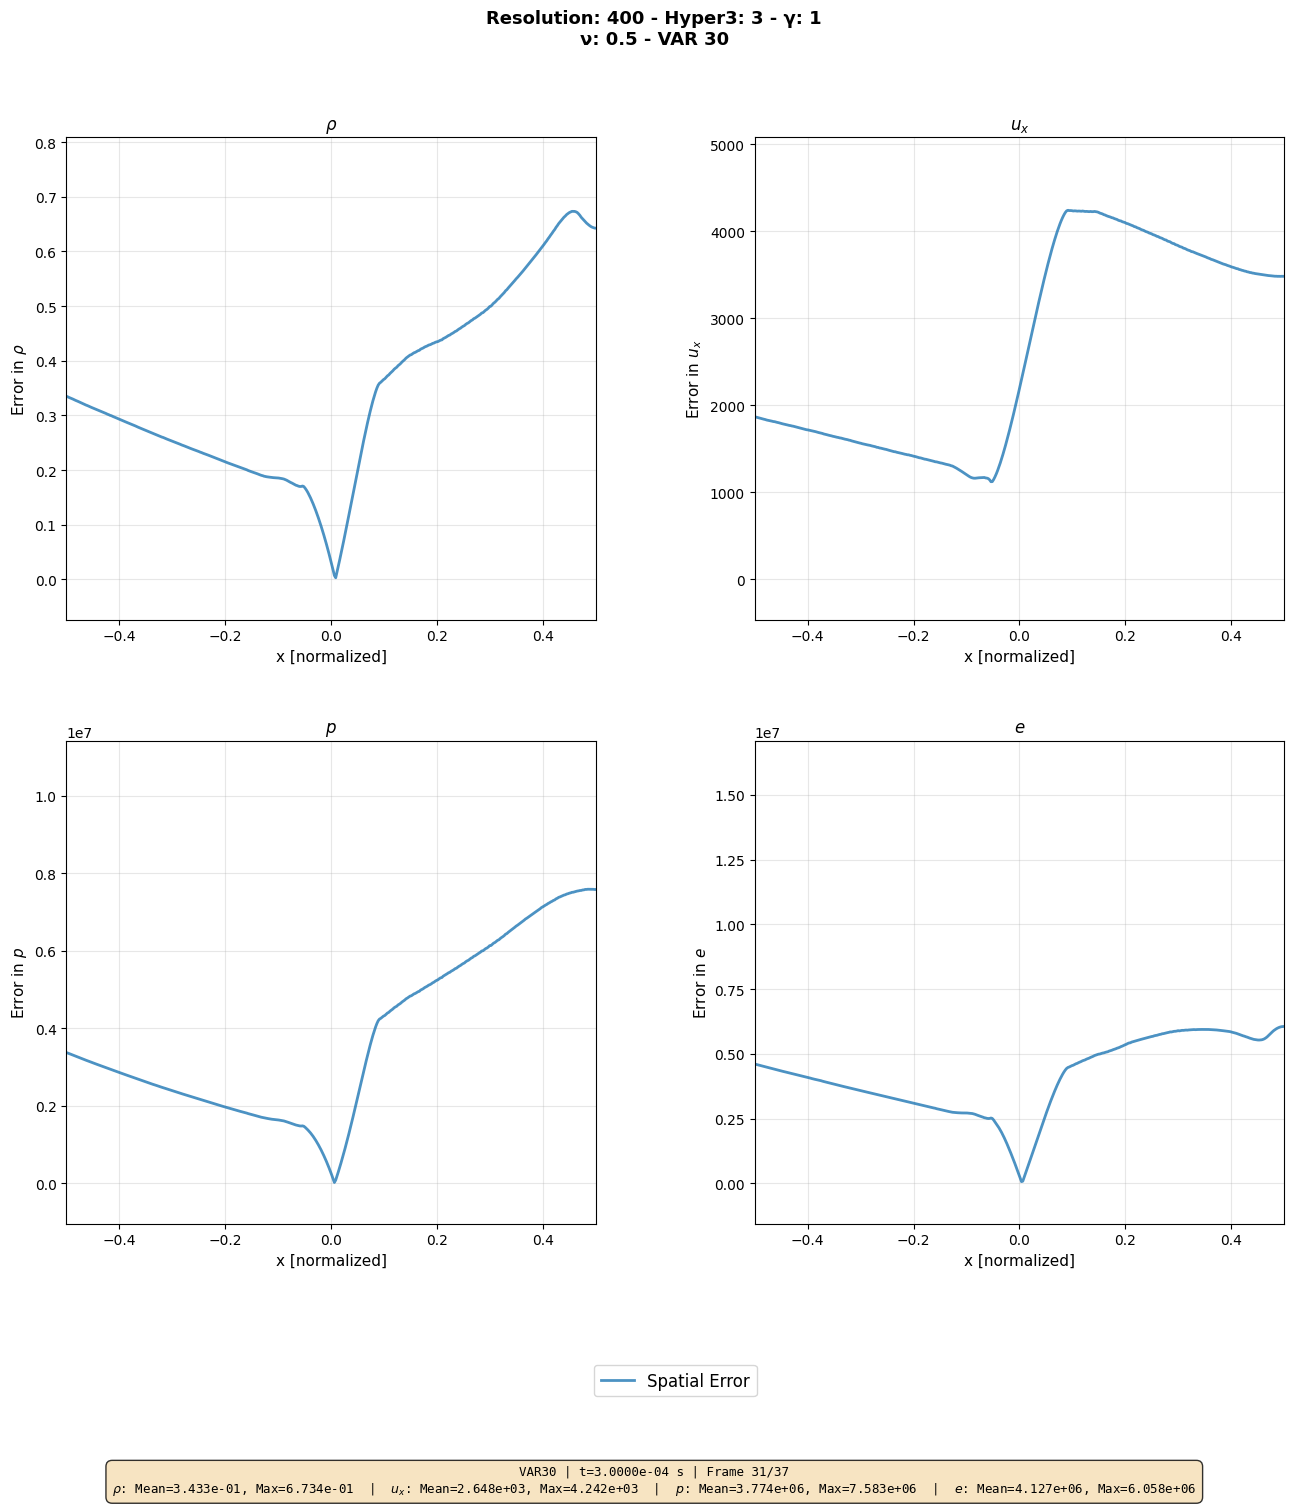 Resolution: 400 - Hyper3: 3 - γ: 1
ν: 0.5 - VAR 30
ρ
0.8
0.7
0.6
0.5
0.4
0.3
0.2
0.1
0.0
Error in ρ
−0.4 −0.2 0.0 0.2 0.4
x [normalized]
u_x
5000
4000
3000
2000
1000
0
Error in u_x
−0.4 −0.2 0.0 0.2 0.4
x [normalized]
p
1e7
1.0
0.8
0.6
0.4
0.2
0.0
Error in p
−0.4 −0.2 0.0 0.2 0.4
x [normalized]
e
1e7
1.50
1.25
1.00
0.75
0.50
0.25
0.00
Error in e
−0.4 −0.2 0.0 0.2 0.4
x [normalized]
Spatial Error
VAR30 | t=3.0000e-04 s | Frame 31/37
ρ: Mean=3.433e-01, Max=6.734e-01 | u_x: Mean=2.648e+03, Max=4.242e+03 | p: Mean=3.774e+06, Max=7.583e+06 | e: Mean=4.127e+06, Max=6.058e+06